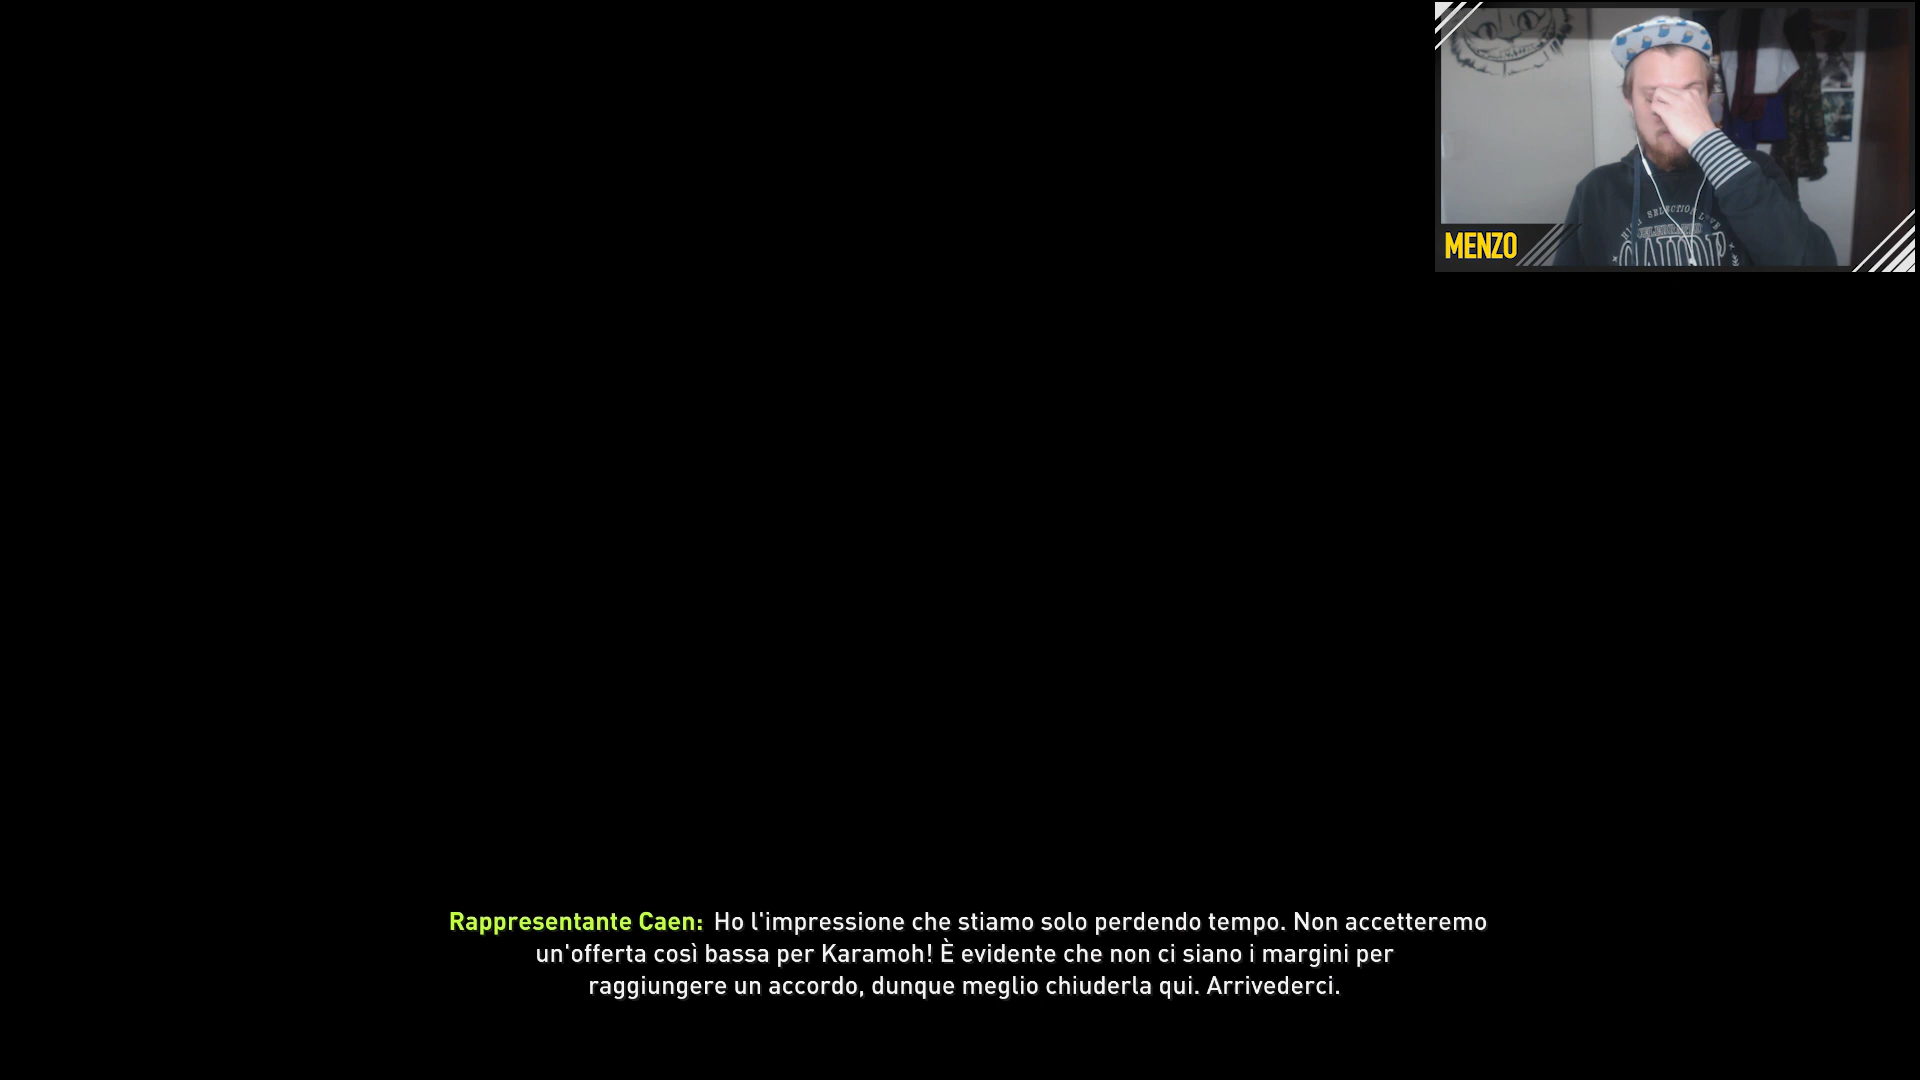 MENZO
SELECTION
Rappresentante Caen: Ho l'impressione che stiamo solo perdendo tempo. Non accetteremo
un'offerta così bassa per Karamoh! È evidente che non ci siano i margini per
raggiungere un accordo, dunque meglio chiuderla qui. Arrivederci.